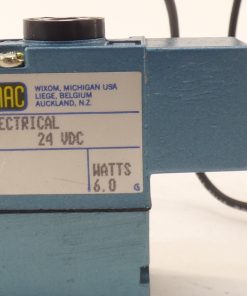 MAC
WIXOM, MICHIGAN USA
LIEGE, BELGIUM
AUCKLAND, N.Z.
ECTRICAL
24 VDC
WATTS
6.0 G